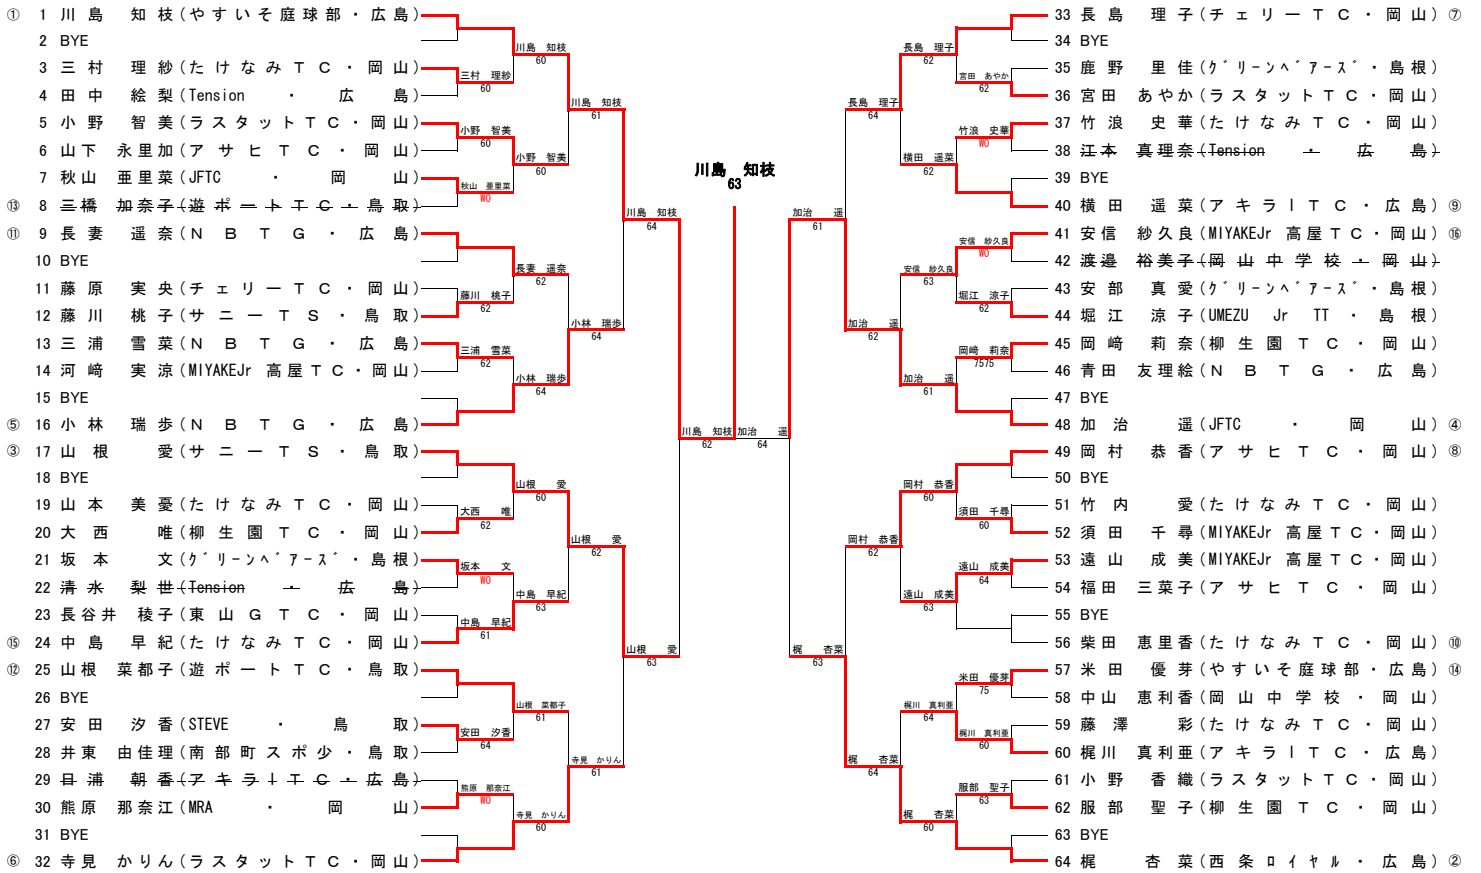 ① 1 川島 知枝(やすいそ庭球部・広島)
2 BYE
3 三村 理紗(たけなみTC・岡山)
4 田中 絵梨(Tension ・ 広島)
5 小野 智美(ラスタットTC・岡山)
6 山下 永里加(アサヒTC・岡山)
7 秋山 亜里菜(JFTC ・ 岡山)
⑬ 8 三橋 加奈子(遊ポートTC・鳥取)
⑪ 9 長妻 遥奈(NBTG・広島)
10 BYE
11 藤原 実央(チェリーTC・岡山)
12 藤川 桃子(サニーTS・鳥取)
13 三浦 雪菜(NBTG・広島)
14 河崎 実涼(MIYAKEJr 高屋TC・岡山)
15 BYE
⑤ 16 小林 瑞歩(NBTG・広島)
③ 17 山根 愛(サニーTS・鳥取)
18 BYE
19 山本 美憂(たけなみTC・岡山)
20 大西 唯(柳生園TC・岡山)
21 坂本 文(グリーンベアーズ・島根)
22 清水 梨世(Tension ・ 広島)
23 長谷井 稜子(東山GTC・岡山)
⑮ 24 中島 早紀(たけなみTC・岡山)
⑫ 25 山根 菜都子(遊ポートTC・鳥取)
26 BYE
27 安田 汐香(STEVE ・ 鳥取)
28 井東 由佳理(南部町スポ少・鳥取)
29 日浦 朝香(アキラITC・広島)
30 熊原 那奈江(MRA ・ 岡山)
31 BYE
⑥ 32 寺見 かりん(ラスタットTC・岡山)
川島 知枝
60
三村 理紗
60
小野 智美
60
小野 智美
60
秋山 亜里菜
WO
川島 知枝
61
長妻 遥奈
62
藤川 桃子
62
三浦 雪菜
62
小林 瑞歩
64
小林 瑞歩
64
川島 知枝
64
山根 愛
60
大西 唯
62
坂本 文
WO
中島 早紀
63
中島 早紀
61
山根 愛
62
山根 菜都子
61
安田 汐香
64
熊原 那奈江
WO
寺見 かりん
60
寺見 かりん
61
山根 愛
63
川島 知枝
62
川島 知枝
63
加治 遥
64
加治 遥
61
長島 理子
64
長島 理子
62
宮田 あやか
62
竹浪 史華
WO
横田 遥菜
62
加治 遥
62
安信 紗久良
63
安信 紗久良
WO
堀江 涼子
62
岡崎 莉奈
7575
加治 遥
61
梶 杏菜
63
岡村 恭香
62
岡村 恭香
60
須田 千尋
60
遠山 成美
64
遠山 成美
63
梶 杏菜
64
米田 優芽
75
梶川 真利亜
64
梶川 真利亜
60
服部 聖子
63
梶 杏菜
60
33 長島 理子(チェリーTC・岡山) ⑦
34 BYE
35 鹿野 里佳(グリーンベアーズ・島根)
36 宮田 あやか(ラスタットTC・岡山)
37 竹浪 史華(たけなみTC・岡山)
38 江本 真理奈(Tension ・ 広島)
39 BYE
40 横田 遥菜(アキラITC・広島) ⑨
41 安信 紗久良(MIYAKEJr 高屋TC・岡山) ⑯
42 渡邉 裕美子(岡山中学校・岡山)
43 安部 真愛(グリーンベアーズ・島根)
44 堀江 涼子(UMEZU Jr TT ・ 島根)
45 岡崎 莉奈(柳生園TC・岡山)
46 青田 友理絵(NBTG・広島)
47 BYE
48 加治 遥(JFTC ・ 岡山) ④
49 岡村 恭香(アサヒTC・岡山) ⑧
50 BYE
51 竹内 愛(たけなみTC・岡山)
52 須田 千尋(MIYAKEJr 高屋TC・岡山)
53 遠山 成美(MIYAKEJr 高屋TC・岡山)
54 福田 三菜子(アサヒTC・岡山)
55 BYE
56 柴田 恵里香(たけなみTC・岡山) ⑩
57 米田 優芽(やすいそ庭球部・広島) ⑭
58 中山 恵利香(岡山中学校・岡山)
59 藤澤 彩(たけなみTC・岡山)
60 梶川 真利亜(アキラITC・広島)
61 小野 香織(ラスタットTC・岡山)
62 服部 聖子(柳生園TC・岡山)
63 BYE
64 梶 杏菜(西条ロイヤル・広島) ②